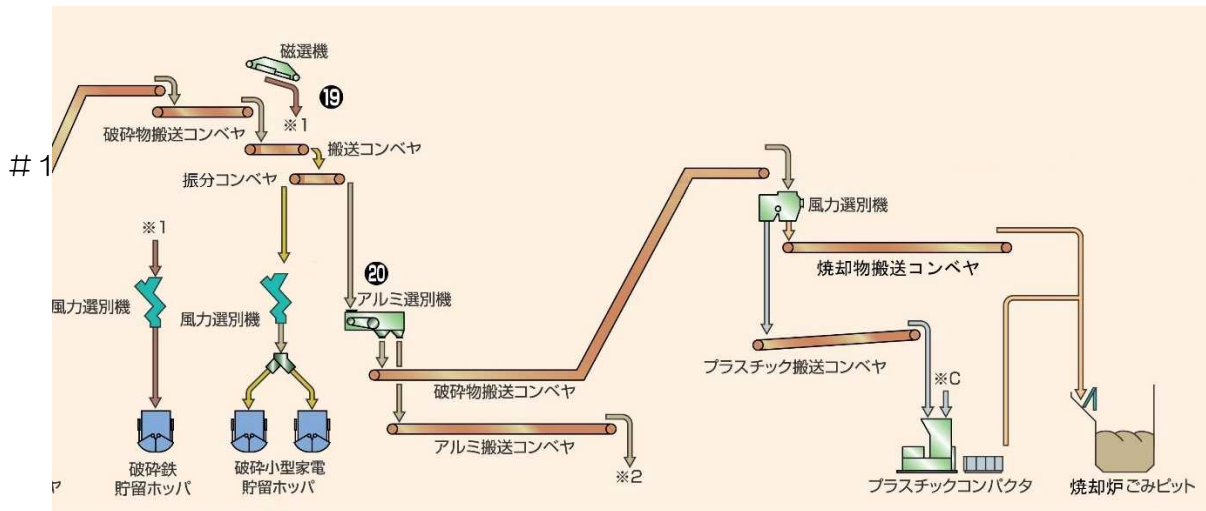 磁選機
⓳
※1
破砕物搬送コンベヤ
搬送コンベヤ
#1
振分コンベヤ
風力選別機
※1
焼却物搬送コンベヤ
⓴
アルミ選別機
風力選別機
風力選別機
プラスチック搬送コンベヤ
※C
破砕物搬送コンベヤ
アルミ搬送コンベヤ
破砕鉄
貯留ホッパ
破砕小型家電
貯留ホッパ
※2
プラスチックコンパクタ
焼却炉ごみピット
ヤ